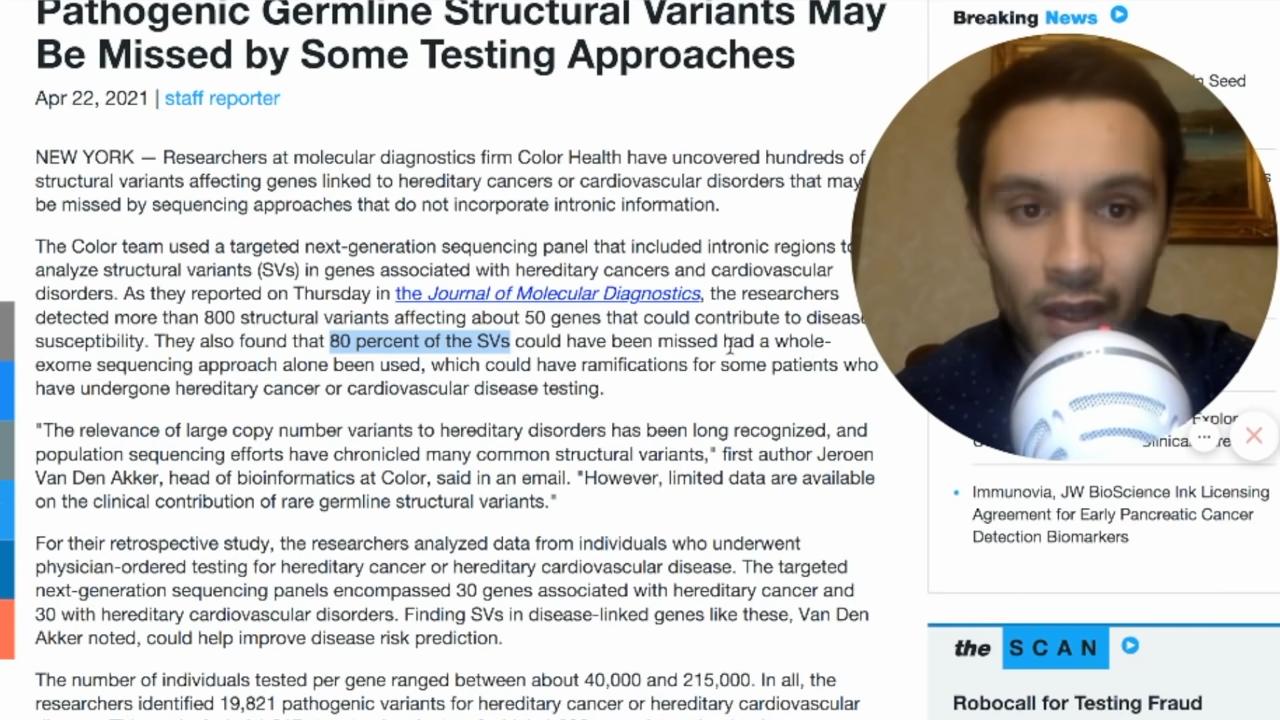 Pathogenic Germline Structural Variants May
Be Missed by Some Testing Approaches
Apr 22, 2021 | staff reporter
NEW YORK — Researchers at molecular diagnostics firm Color Health have uncovered hundreds of
structural variants affecting genes linked to hereditary cancers or cardiovascular disorders that may
be missed by sequencing approaches that do not incorporate intronic information.
The Color team used a targeted next-generation sequencing panel that included intronic regions to
analyze structural variants (SVs) in genes associated with hereditary cancers and cardiovascular
disorders. As they reported on Thursday in the Journal of Molecular Diagnostics, the researchers
detected more than 800 structural variants affecting about 50 genes that could contribute to disease
susceptibility. They also found that 80 percent of the SVs could have been missed had a whole-
exome sequencing approach alone been used, which could have ramifications for some patients who
have undergone hereditary cancer or cardiovascular disease testing.
"The relevance of large copy number variants to hereditary disorders has been long recognized, and
population sequencing efforts have chronicled many common structural variants," first author Jeroen
Van Den Akker, head of bioinformatics at Color, said in an email. "However, limited data are available
on the clinical contribution of rare germline structural variants."
For their retrospective study, the researchers analyzed data from individuals who underwent
physician-ordered testing for hereditary cancer or hereditary cardiovascular disease. The targeted
next-generation sequencing panels encompassed 30 genes associated with hereditary cancer and
30 with hereditary cardiovascular disorders. Finding SVs in disease-linked genes like these, Van Den
Akker noted, could help improve disease risk prediction.
The number of individuals tested per gene ranged between about 40,000 and 215,000. In all, the
researchers identified 19,821 pathogenic variants for hereditary cancer or hereditary cardiovascular
Breaking News
Seed
Immunovia, JW BioScience Ink Licensing
Agreement for Early Pancreatic Cancer
Detection Biomarkers
the SCAN
Robocall for Testing Fraud